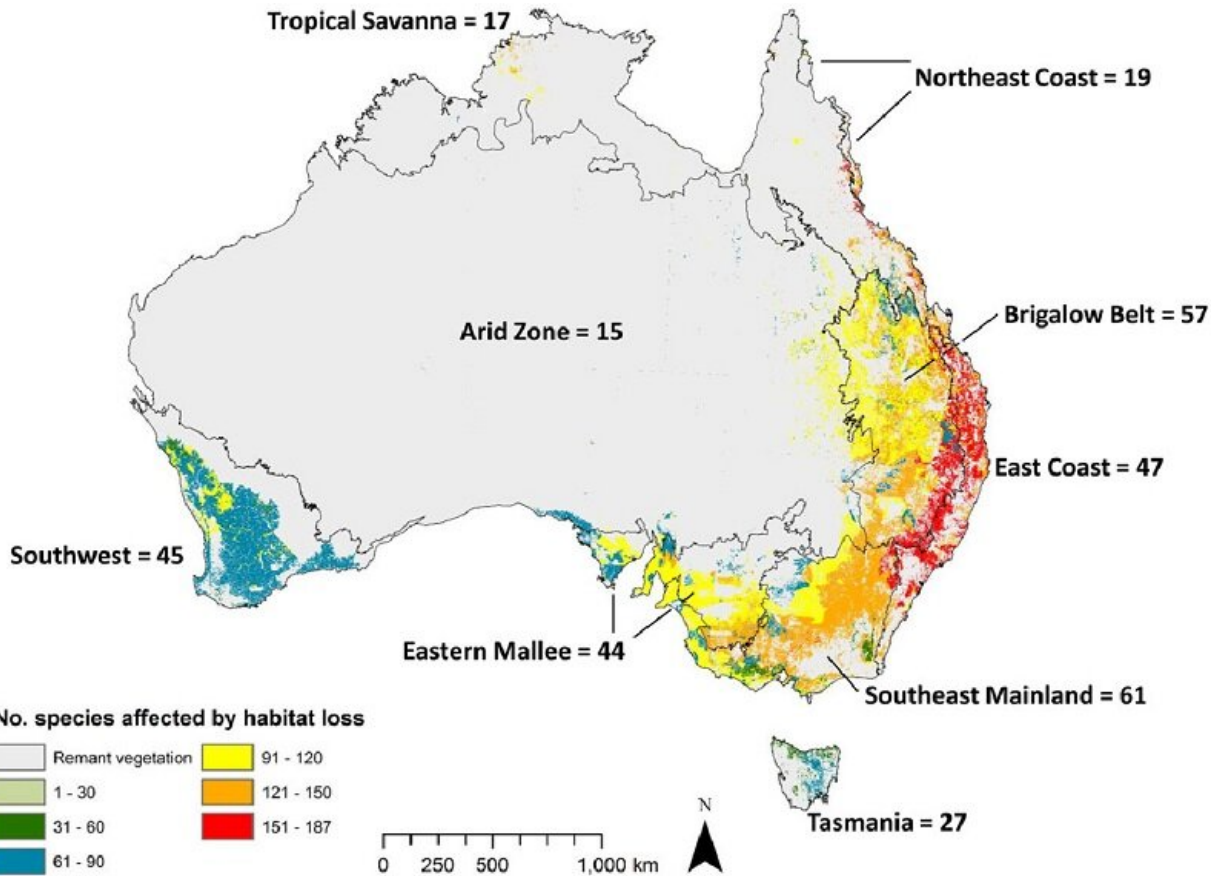 Tropical Savanna = 17
Northeast Coast = 19
Brigalow Belt = 57
Arid Zone = 15
East Coast = 47
Southwest = 45
Eastern Mallee = 44
Southeast Mainland = 61
No. species affected by habitat loss
Remant vegetation
91 - 120
1 - 30
121 - 150
31 - 60
151 - 187
61 - 90
N
0 250 500 1,000 km
Tasmania = 27